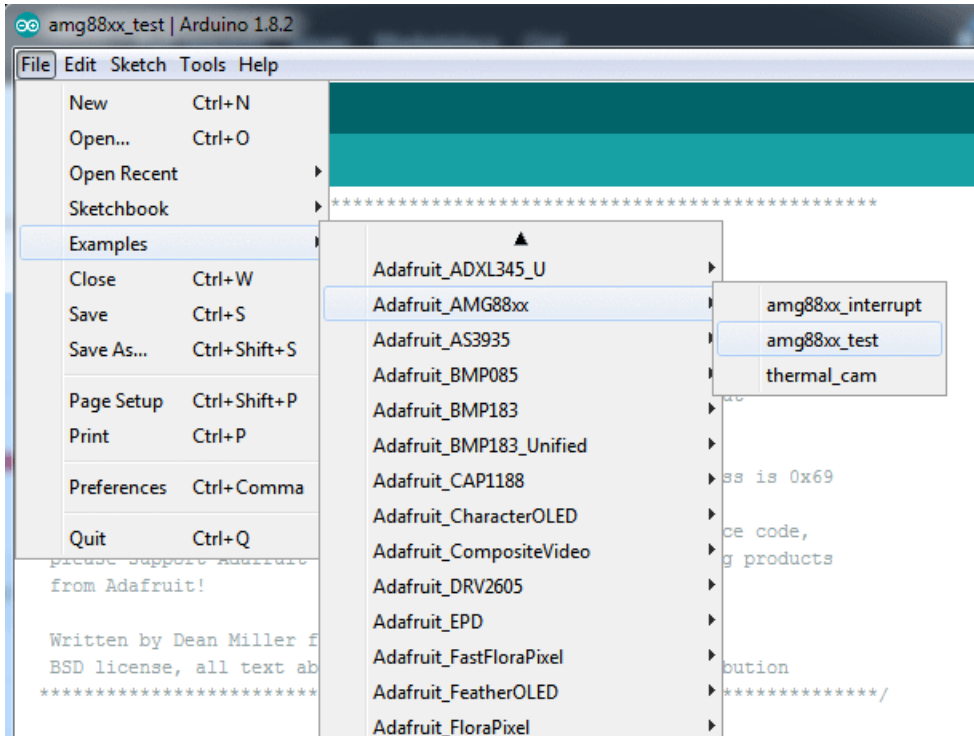 amg88xx_test | Arduino 1.8.2
File Edit Sketch Tools Help
New Ctrl+N
Open... Ctrl+O
Open Recent
Sketchbook
Examples
Close Ctrl+W
Save Ctrl+S
Save As... Ctrl+Shift+S
Page Setup Ctrl+Shift+P
Print Ctrl+P
Preferences Ctrl+Comma
Quit Ctrl+Q
Adafruit_ADXL345_U
Adafruit_AMG88xx
Adafruit_AS3935
Adafruit_BMP085
Adafruit_BMP183
Adafruit_BMP183_Unified
Adafruit_CAP1188
Adafruit_CharacterOLED
Adafruit_CompositeVideo
Adafruit_DRV2605
Adafruit_EPD
Adafruit_FastFloraPixel
Adafruit_FeatherOLED
Adafruit_FloraPixel
amg88xx_interrupt
amg88xx_test
thermal_cam
**************************************************
ss is 0x69
ce code,
please support Adafruit g products
from Adafruit!
Written by Dean Miller f
BSD license, all text ab bution
************************* ***************/